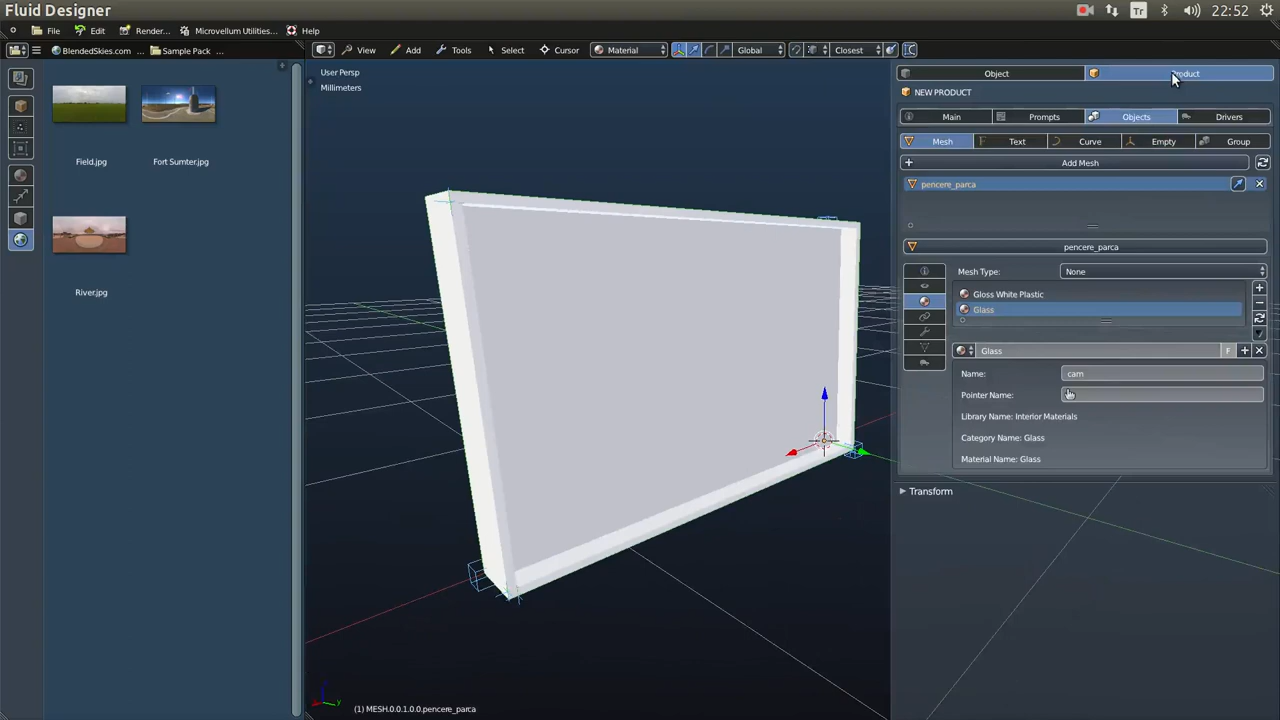 Fluid Designer
Tr
22:52
File
Edit
Render...
Microvellum Utilities...
Help
BlendedSkies.com
Sample Pack
View
Add
Tools
Select
Cursor
Material
Global
Closest
Field.jpg
Fort Sumter.jpg
River.jpg
User Persp
Millimeters
(1) MESH.0.0.1.0.0.pencere_parca
Object
Product
NEW PRODUCT
Main
Prompts
Objects
Drivers
Mesh
Text
Curve
Empty
Group
Add Mesh
pencere_parca
pencere_parca
Mesh Type:
None
Gloss White Plastic
Glass
Glass
F
Name:
cam
Pointer Name:
Library Name: Interior Materials
Category Name: Glass
Material Name: Glass
Transform